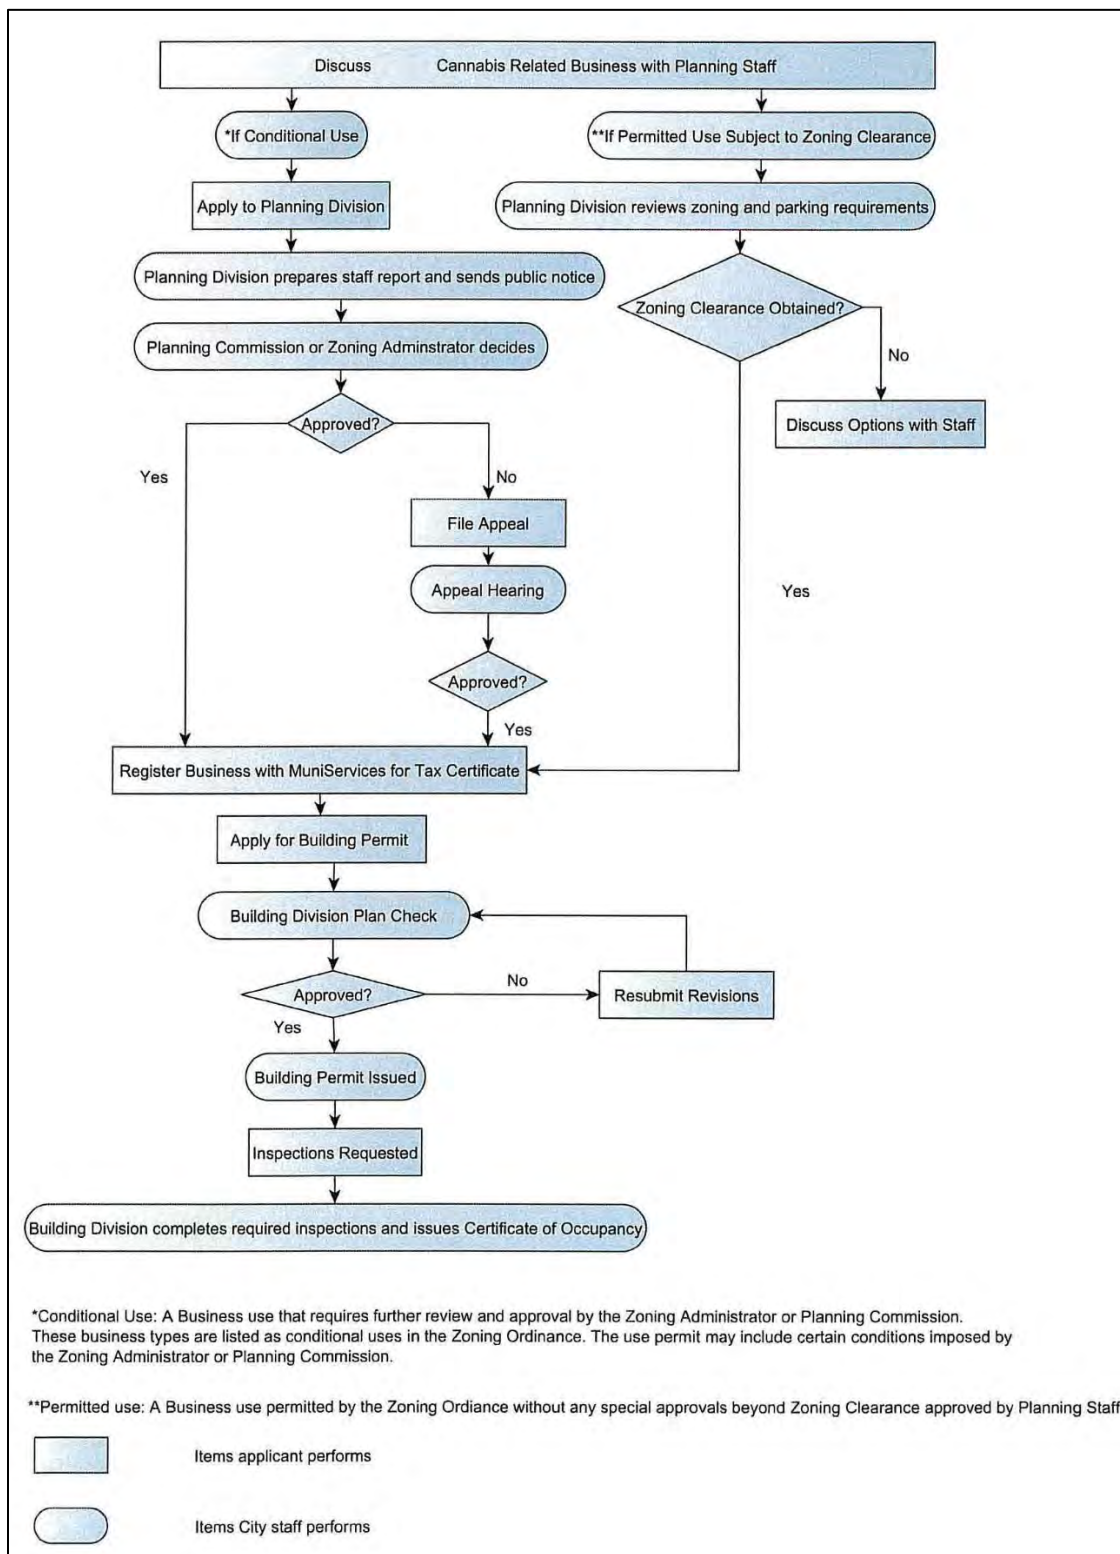 Discuss Cannabis Related Business with Planning Staff
*If Conditional Use
**If Permitted Use Subject to Zoning Clearance
Apply to Planning Division
Planning Division reviews zoning and parking requirements
Planning Division prepares staff report and sends public notice
Zoning Clearance Obtained?
Planning Commission or Zoning Adminstrator decides
No
Approved?
Discuss Options with Staff
Yes
No
File Appeal
Appeal Hearing
Yes
Approved?
Yes
Register Business with MuniServices for Tax Certificate
Apply for Building Permit
Building Division Plan Check
No
Approved?
Resubmit Revisions
Yes
Building Permit Issued
Inspections Requested
Building Division completes required inspections and issues Certificate of Occupancy
*Conditional Use: A Business use that requires further review and approval by the Zoning Administrator or Planning Commission.
These business types are listed as conditional uses in the Zoning Ordinance. The use permit may include certain conditions imposed by
the Zoning Administrator or Planning Commission.
**Permitted use: A Business use permitted by the Zoning Ordiance without any special approvals beyond Zoning Clearance approved by Planning Staff
Items applicant performs
Items City staff performs